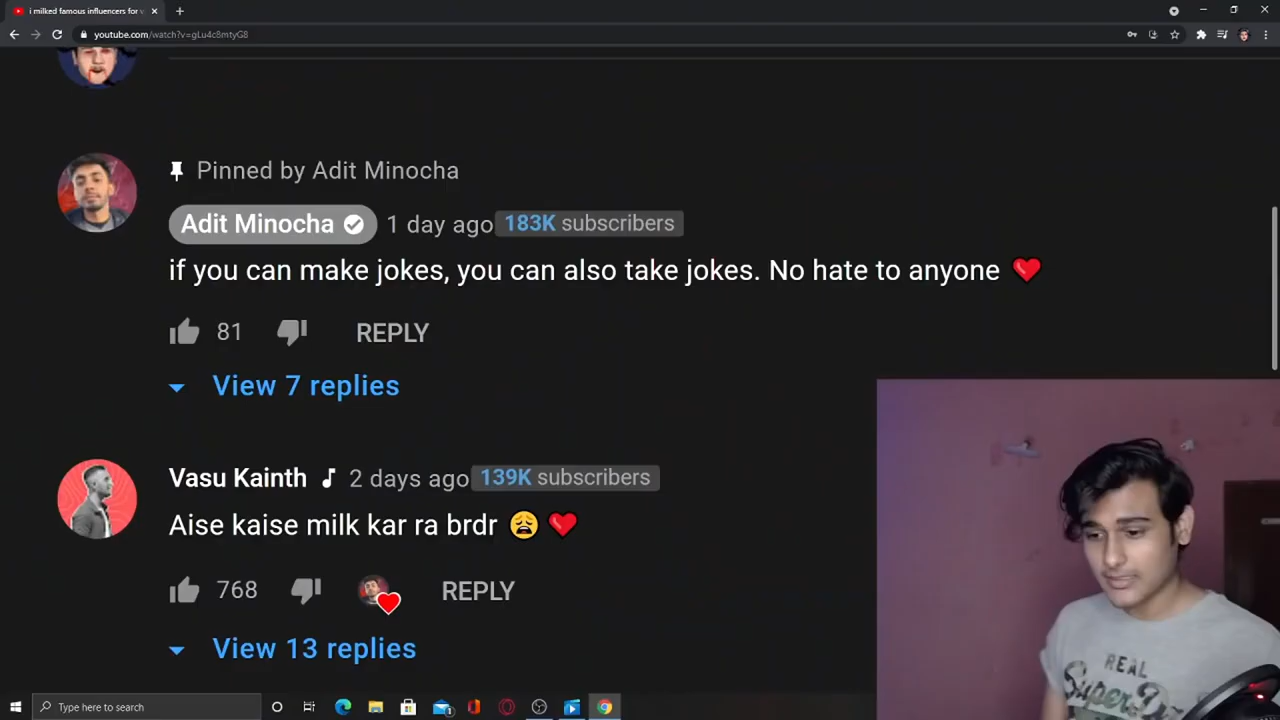 i milked famous influencers for v
youtube.com/watch?v=gLu4c8mtyG8
Pinned by Adit Minocha
Adit Minocha 1 day ago 183K subscribers
if you can make jokes, you can also take jokes. No hate to anyone ❤️
81 REPLY
View 7 replies
Vasu Kainth 2 days ago 139K subscribers
Aise kaise milk kar ra brdr 😩 ❤️
768 REPLY
View 13 replies
REAL
SuperD
Type here to search